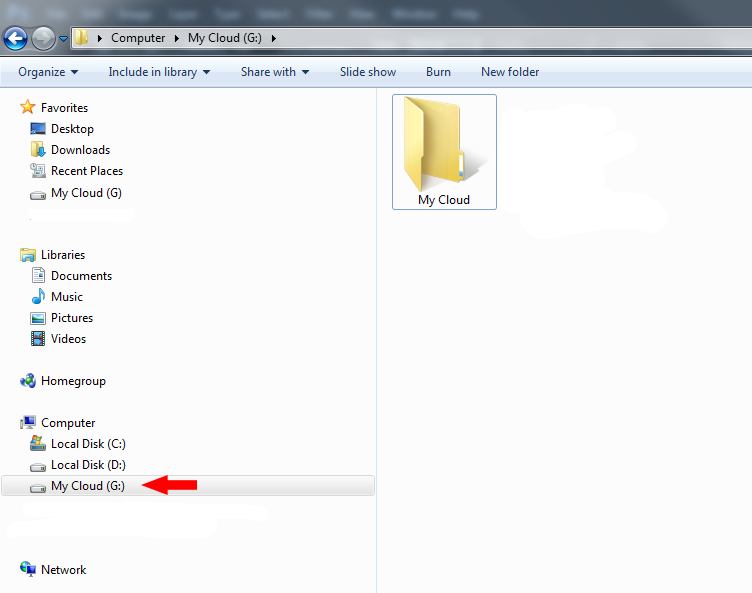 Computer My Cloud (G:)
Organize Include in library Share with Slide show Burn New folder
Favorites
Desktop
Downloads
Recent Places
My Cloud (G)
Libraries
Documents
Music
Pictures
Videos
Homegroup
Computer
Local Disk (C:)
Local Disk (D:)
My Cloud (G:)
Network
My Cloud